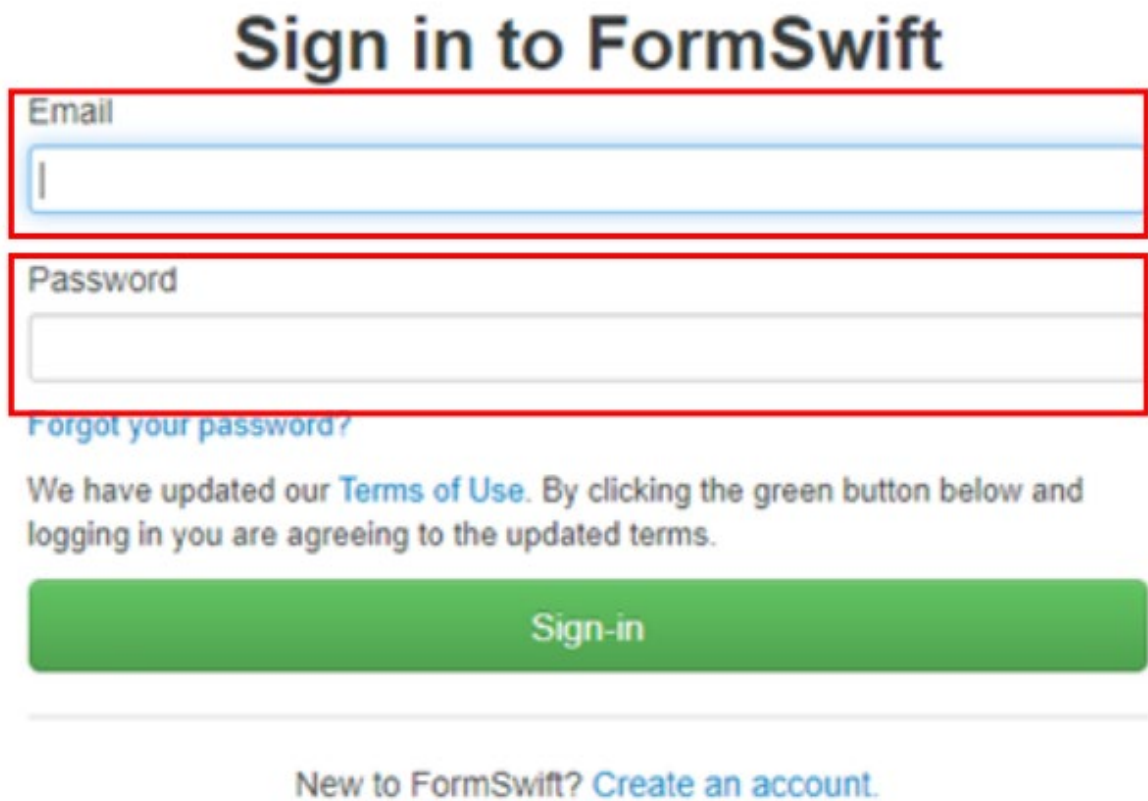 Sign in to FormSwift
Email
Password
Forgot your password?
We have updated our Terms of Use. By clicking the green button below and
logging in you are agreeing to the updated terms.
Sign-in
New to FormSwift? Create an account.